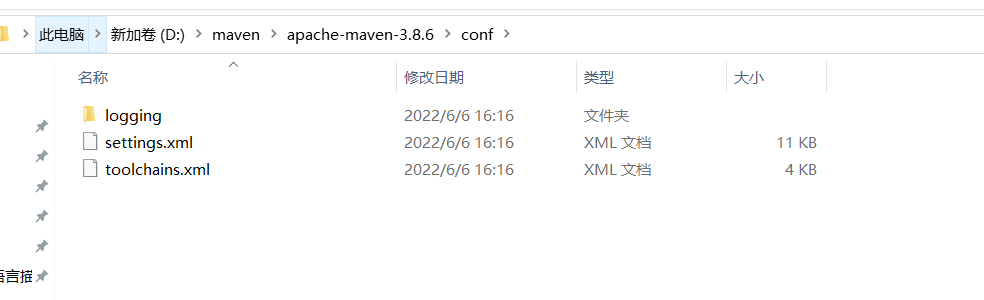 此电脑 > 新加卷 (D:) > maven > apache-maven-3.8.6 > conf >
名称 修改日期 类型 大小
logging 2022/6/6 16:16 文件夹
settings.xml 2022/6/6 16:16 XML 文档 11 KB
toolchains.xml 2022/6/6 16:16 XML 文档 4 KB
语言描